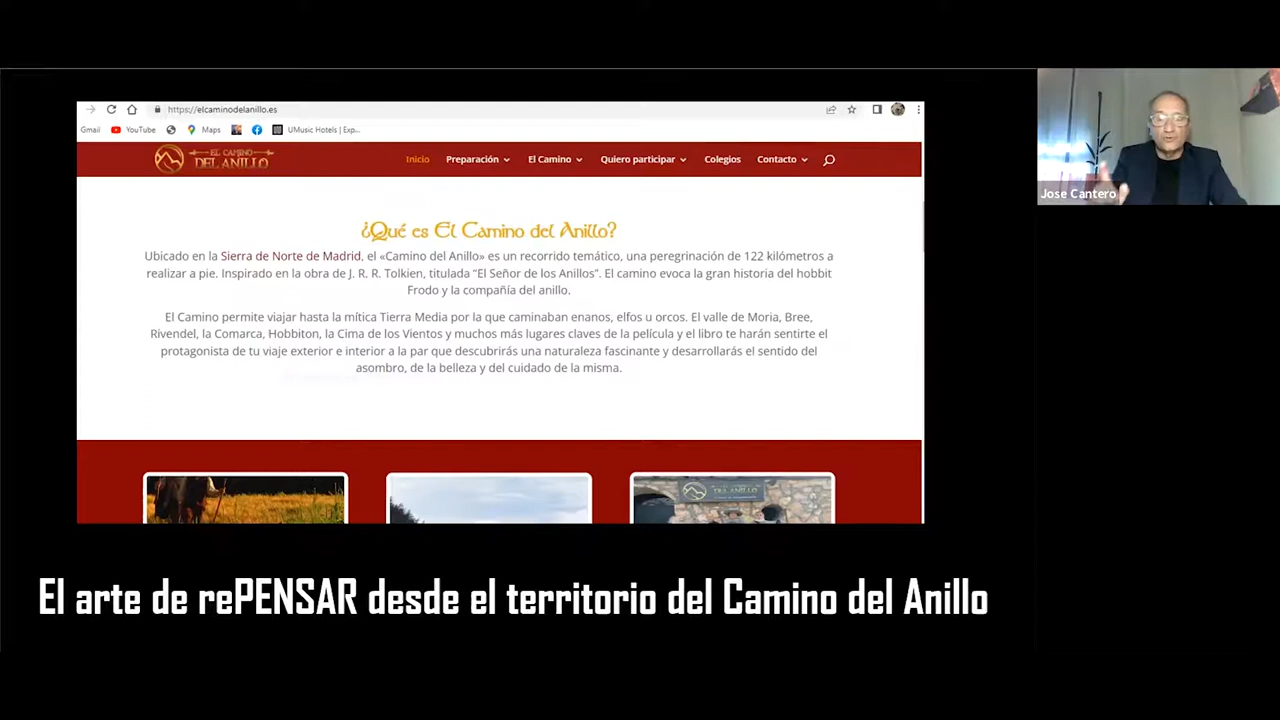 https://elcaminodelanillo.es
Gmail YouTube Maps UMusic Hotels | Exp...
EL CAMINO
DEL ANILLO
Inicio Preparación El Camino Quiero participar Colegios Contacto
¿Qué es El Camino del Anillo?
Ubicado en la Sierra de Norte de Madrid, el «Camino del Anillo» es un recorrido temático, una peregrinación de 122 kilómetros a
realizar a pie. Inspirado en la obra de J. R. R. Tolkien, titulada “El Señor de los Anillos”. El camino evoca la gran historia del hobbit
Frodo y la compañía del anillo.
El Camino permite viajar hasta la mítica Tierra Media por la que caminaban enanos, elfos u orcos. El valle de Moria, Bree,
Rivendel, la Comarca, Hobbiton, la Cima de los Vientos y muchos más lugares claves de la película y el libro te harán sentirte el
protagonista de tu viaje exterior e interior a la par que descubrirás una naturaleza fascinante y desarrollarás el sentido del
asombro, de la belleza y del cuidado de la misma.
DEL ANILLO
El arte de rePENSAR desde el territorio del Camino del Anillo
Jose Cantero